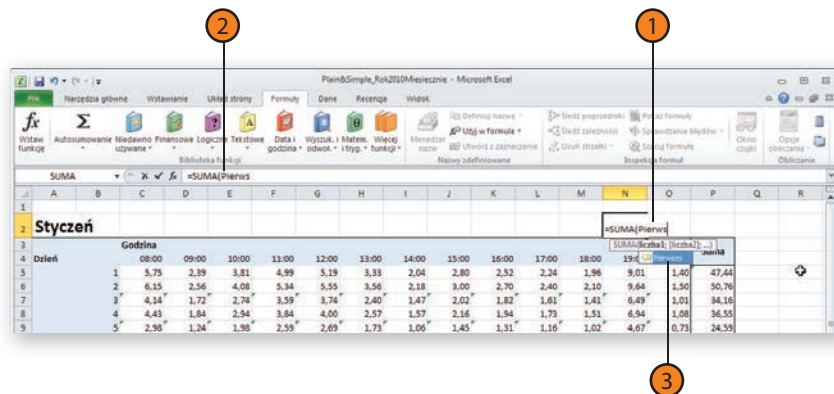 2
1
Plain&Simple_Rok2010Miesiecznie - Microsoft Excel
Plik Narzędzia główne Wstawianie Układ strony Formuły Dane Recenzja Widok
Wstaw funkcję
Autosumowanie
Niedawno używane
Finansowe
Logiczne
Tekstowe
Data i godzina
Wyszuk. i odwoł.
Matem. i tryg.
Więcej funkcji
Biblioteka funkcji
Menedżer nazw
Definiuj nazwę
Użyj w formule
Utwórz z zaznaczenia
Nazwy zdefiniowane
Śledź poprzedniki
Śledź zależności
Usuń strzałki
Pokaż formuły
Sprawdzanie błędów
Szacuj formułę
Inspekcja formuł
Okno czujki
Opcje obliczania
Obliczanie
SUMA fx =SUMA(Pierws
A B C D E F G H I J K L M N O P Q R
1
2 Styczeń =SUMA(Pierws
SUMA(liczba1; [liczba2]; ...)
Pierwszy
3 Godzina
4 Dzień 08:00 09:00 10:00 11:00 12:00 13:00 14:00 15:00 16:00 17:00 18:00 Suma
5 1 5,75 2,39 3,81 4,99 5,19 3,33 2,04 2,80 2,52 2,24 1,96 9,01 1,40 47,44
6 2 6,15 2,56 4,08 5,34 5,55 3,56 2,18 3,00 2,70 2,40 2,10 9,64 1,50 50,76
7 3 4,14 1,72 2,74 3,59 3,74 2,40 1,47 2,02 1,82 1,61 1,41 6,49 1,01 34,16
8 4 4,43 1,84 2,94 3,84 4,00 2,57 1,57 2,16 1,94 1,73 1,51 6,94 1,08 36,55
9 5 2,98 1,24 1,98 2,59 2,69 1,73 1,06 1,45 1,31 1,16 1,02 4,67 0,73 24,59
3